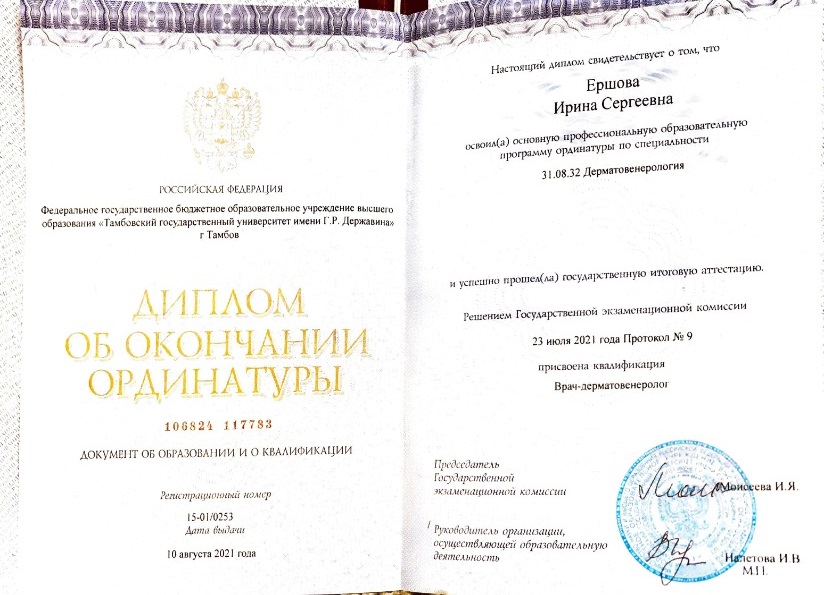 РОССИЙСКАЯ ФЕДЕРАЦИЯ
Федеральное государственное бюджетное образовательное учреждение высшего
образования «Тамбовский государственный университет имени Г.Р. Державина»
г Тамбов
ДИПЛОМ
ОБ ОКОНЧАНИИ
ОРДИНАТУРЫ
106824 117783
ДОКУМЕНТ ОБ ОБРАЗОВАНИИ И О КВАЛИФИКАЦИИ
Регистрационный номер
15-01/0253
Дата выдачи
10 августа 2021 года
Настоящий диплом свидетельствует о том, что
Ершова
Ирина Сергеевна
освоил(а) основную профессиональную образовательную
программу ординатуры по специальности
31.08.32 Дерматовенерология
и успешно прошел(ла) государственную итоговую аттестацию.
Решением Государственной экзаменационной комиссии
23 июля 2021 года Протокол № 9
присвоена квалификация
Врач-дерматовенеролог
Председатель
Государственной
экзаменационной комиссии
Моисеева И.Я.
Руководитель организации,
осуществляющей образовательную
деятельность
Налетова И.В
М.П.